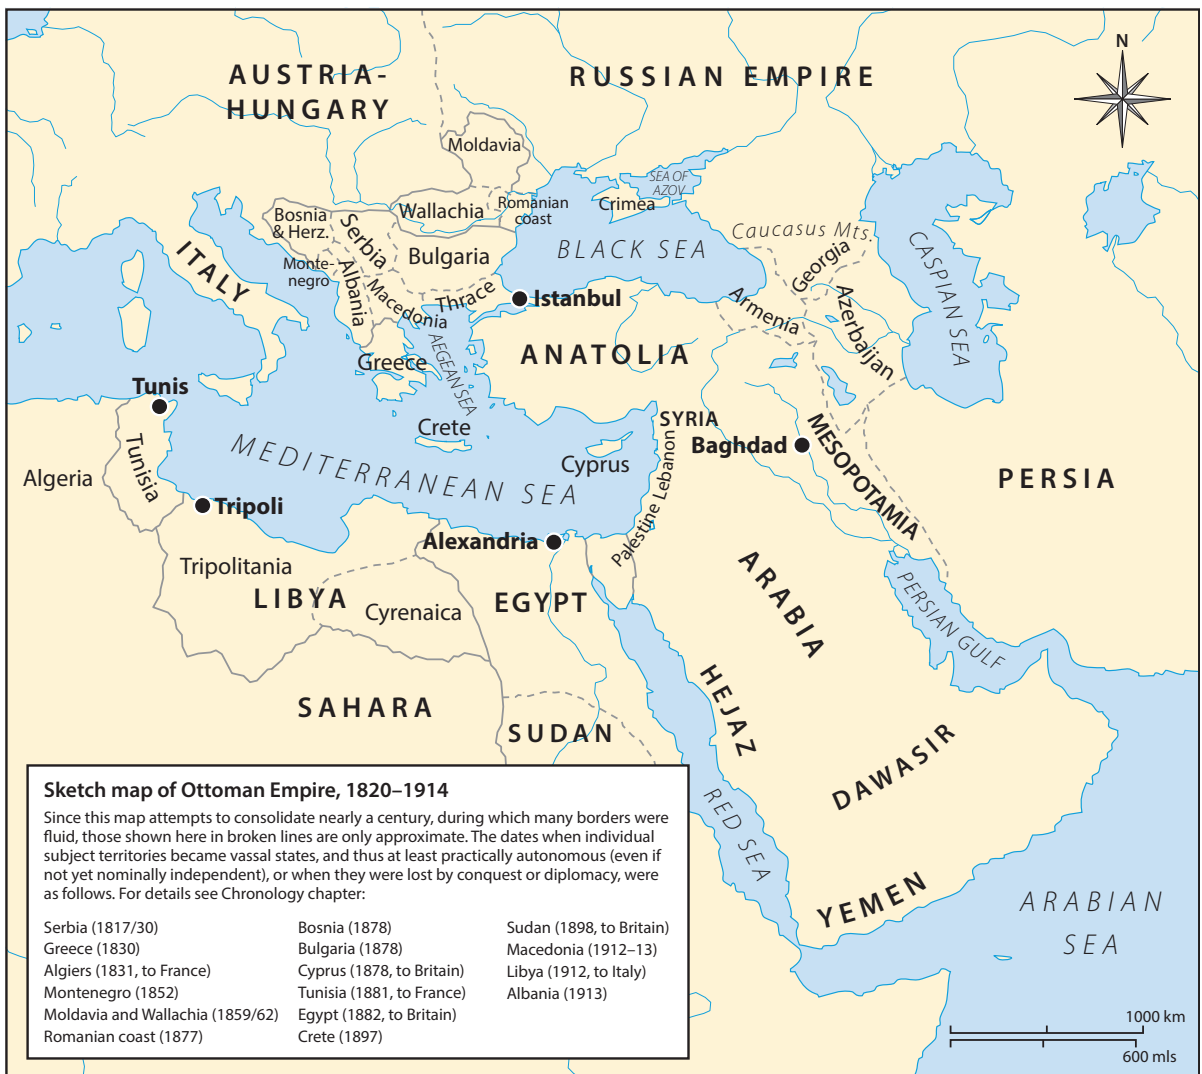 N
AUSTRIA-
HUNGARY
RUSSIAN EMPIRE
Moldavia
SEA OF
AZOV
Crimea
Romanian
coast
Wallachia
Bosnia
& Herz.
Serbia
Bulgaria
BLACK SEA
Caucasus Mts.
Georgia
CASPIAN SEA
ITALY
Monte-
negro
Albania
Macedonia
Thrace
Istanbul
Armenia
Azerbaijan
ANATOLIA
Greece
AEGEAN SEA
Tunis
Crete
SYRIA
Baghdad
MESOPOTAMIA
MEDITERRANEAN SEA
Cyprus
Lebanon
Palestine
PERSIA
Algeria
Tunisia
Tripoli
Alexandria
Tripolitania
LIBYA
Cyrenaica
EGYPT
ARABIA
PERSIAN GULF
SAHARA
SUDAN
HEJAZ
DAWASIR
RED SEA
YEMEN
ARABIAN
SEA
Sketch map of Ottoman Empire, 1820–1914
Since this map attempts to consolidate nearly a century, during which many borders were
fluid, those shown here in broken lines are only approximate. The dates when individual
subject territories became vassal states, and thus at least practically autonomous (even if
not yet nominally independent), or when they were lost by conquest or diplomacy, were
as follows. For details see Chronology chapter:
Serbia (1817/30)
Greece (1830)
Algiers (1831, to France)
Montenegro (1852)
Moldavia and Wallachia (1859/62)
Romanian coast (1877)
Bosnia (1878)
Bulgaria (1878)
Cyprus (1878, to Britain)
Tunisia (1881, to France)
Egypt (1882, to Britain)
Crete (1897)
Sudan (1898, to Britain)
Macedonia (1912–13)
Libya (1912, to Italy)
Albania (1913)
1000 km
600 mls